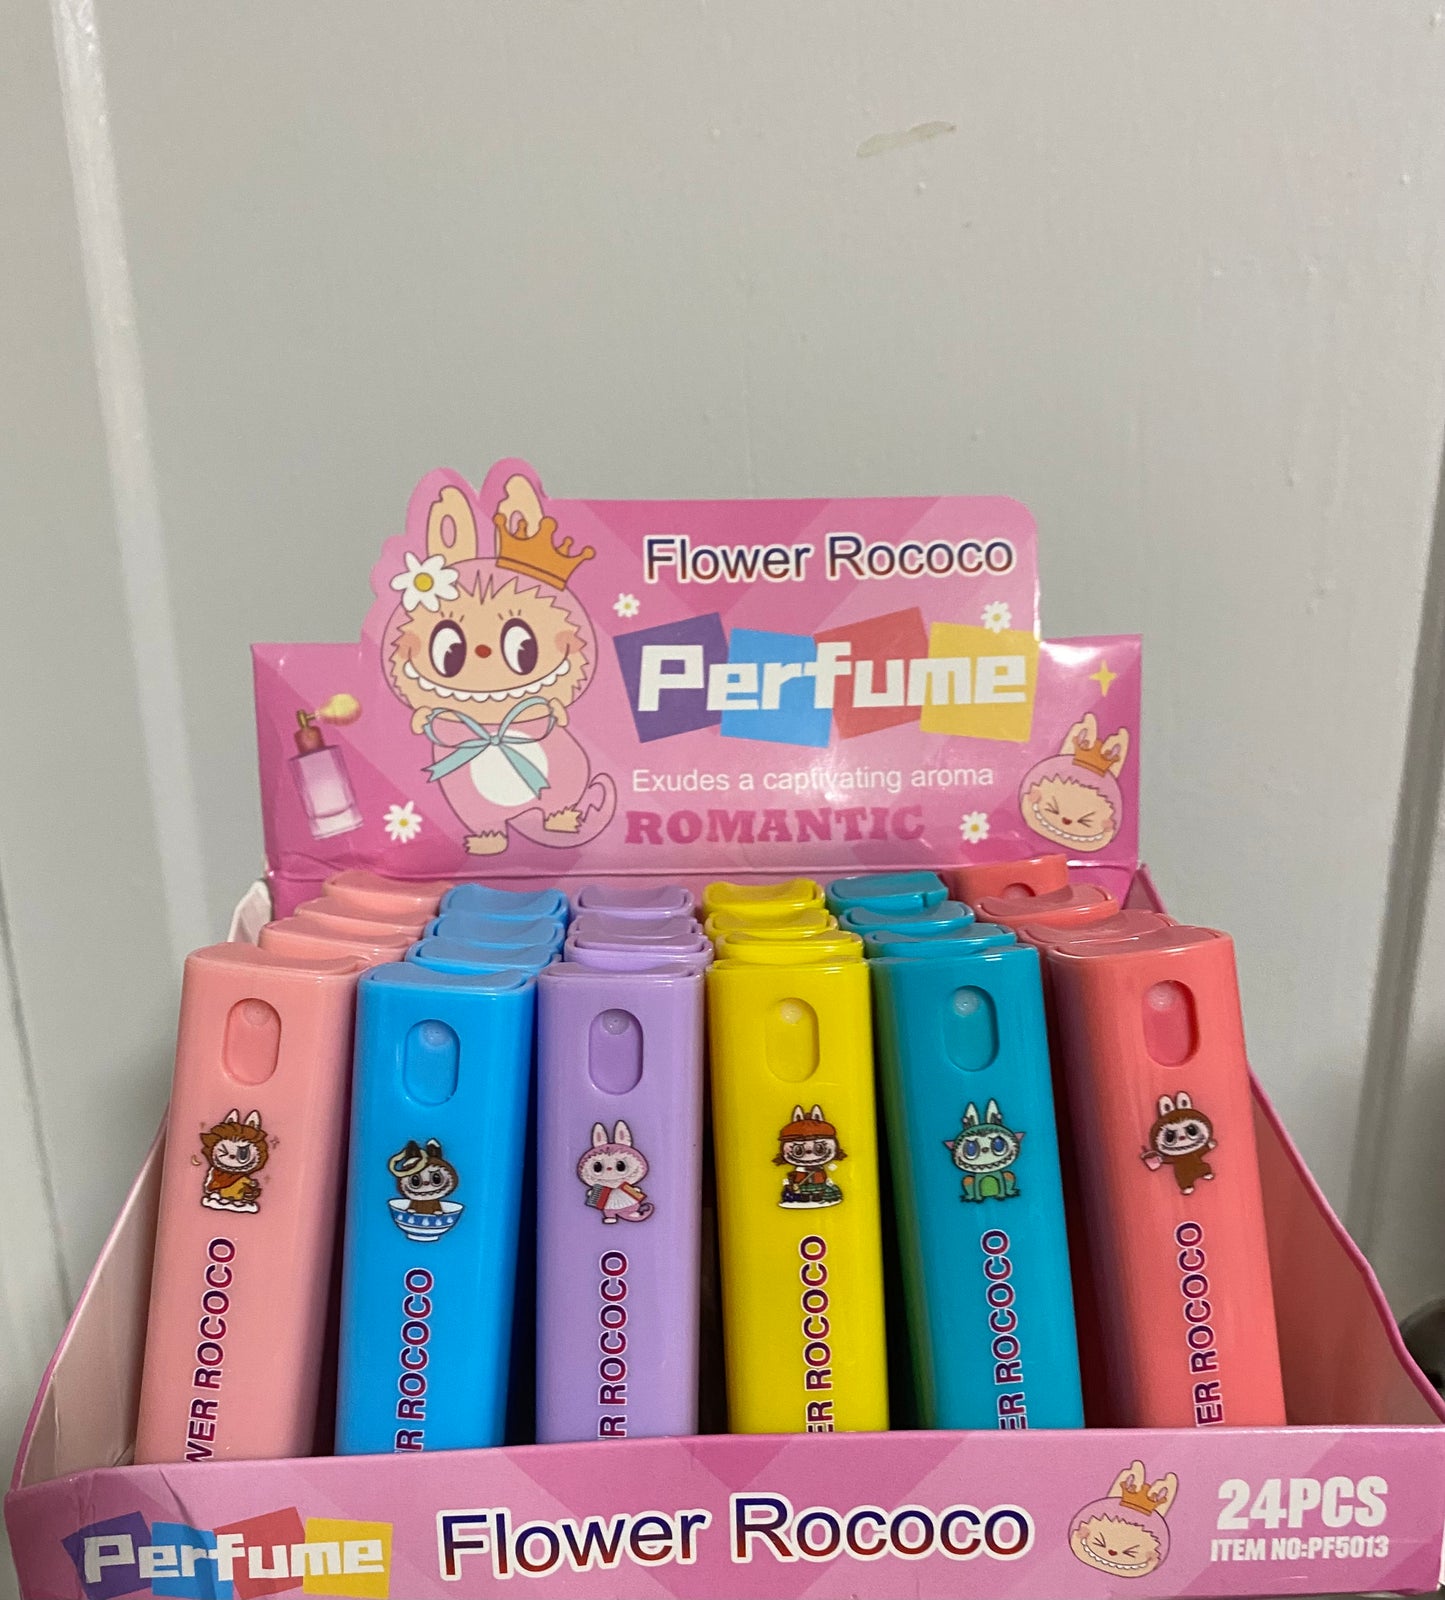 Flower Rococo
Perfume
Exudes a captivating aroma
ROMANTIC
WER ROCOCO
R ROCOCO
R ROCOCO
ER ROCOCO
ER ROCOCO
ER ROCOCO
Perfume
Flower Rococo
24PCS
ITEM NO:PF5013